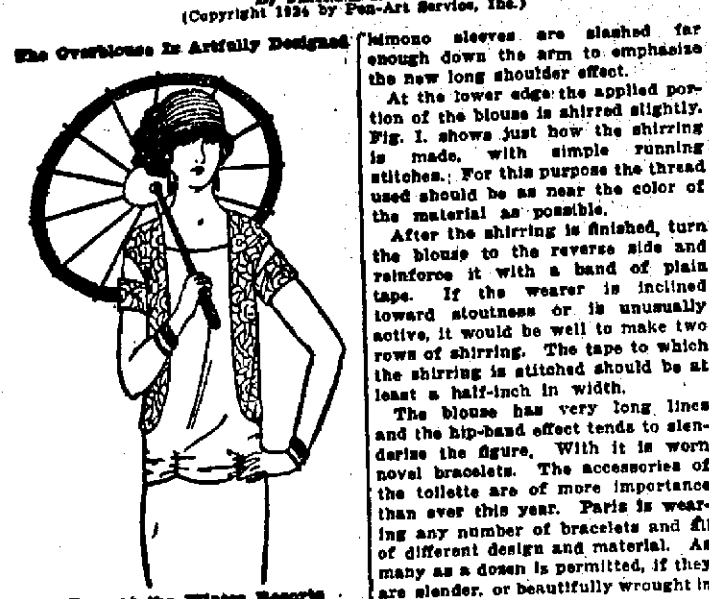 (Copyright 1924 by Pen-Art Service, Inc.)
The Overblouse Is Artfully Designed
kimono sleeves are slashed far
enough down the arm to emphasize
the new long shoulder effect.
At the lower edge the applied por-
tion of the blouse is shirred slightly.
Fig. I. shows just how the shirring
is made, with simple running
stitches. For this purpose the thread
used should be as near the color of
the material as possible.
After the shirring is finished, turn
the blouse to the reverse side and
reinforce it with a band of plain
tape. If the wearer is inclined
toward stoutness or is unusually
active, it would be well to make two
rows of shirring. The tape to which
the shirring is stitched should be at
least a half-inch in width.
The blouse has very long lines
and the hip-band effect tends to slen-
derize the figure. With it is worn
novel bracelets. The accessories of
the toilette are of more importance
than ever this year. Paris is wear-
ing any number of bracelets and all
of different design and material. As
many as a dozen is permitted, if they
are slender, or beautifully wrought in
Winter Resorts